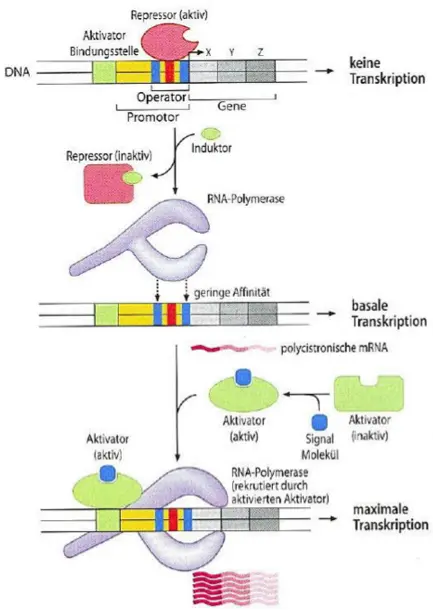 Repressor (aktiv)
Aktivator
Bindungsstelle
X Y Z
DNA
keine
Transkription
Operator
Gene
Promotor
Induktor
Repressor (inaktiv)
RNA-Polymerase
geringe Affinität
basale
Transkription
polycistronische mRNA
Aktivator
(aktiv)
Signal
Molekül
Aktivator
(inaktiv)
Aktivator
(aktiv)
RNA-Polymerase
(rekrutiert durch
aktivierten Aktivator)
maximale
Transkription